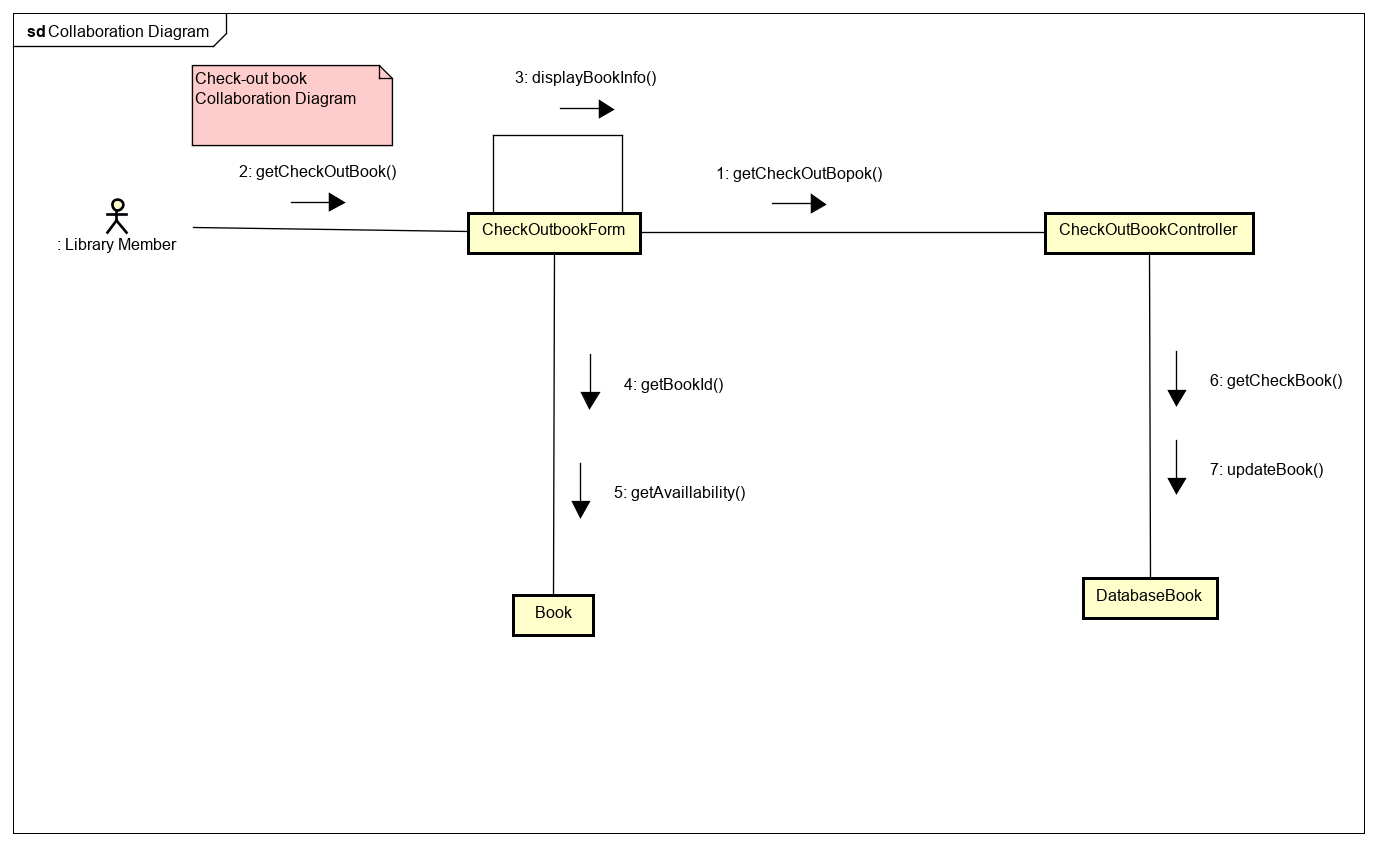 sd Collaboration Diagram
Check-out book
Collaboration Diagram
3: displayBookInfo()
2: getCheckOutBook()
1: getCheckOutBopok()
: Library Member
CheckOutbookForm
CheckOutBookController
4: getBookId()
6: getCheckBook()
5: getAvaillability()
7: updateBook()
Book
DatabaseBook